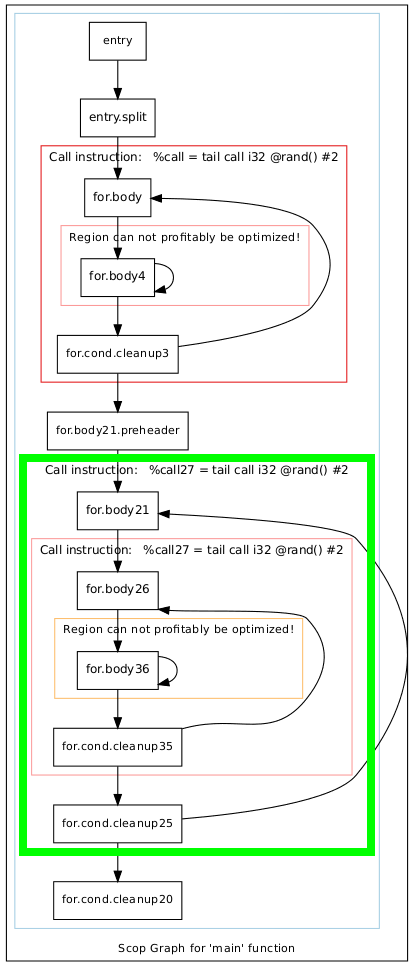 entry
entry.split
Call instruction:   %call = tail call i32 @rand() #2
for.body
Region can not profitably be optimized!
for.body4
for.cond.cleanup3
for.body21.preheader
Call instruction:   %call27 = tail call i32 @rand() #2
for.body21
Call instruction:   %call27 = tail call i32 @rand() #2
for.body26
Region can not profitably be optimized!
for.body36
for.cond.cleanup35
for.cond.cleanup25
for.cond.cleanup20
Scop Graph for 'main' function